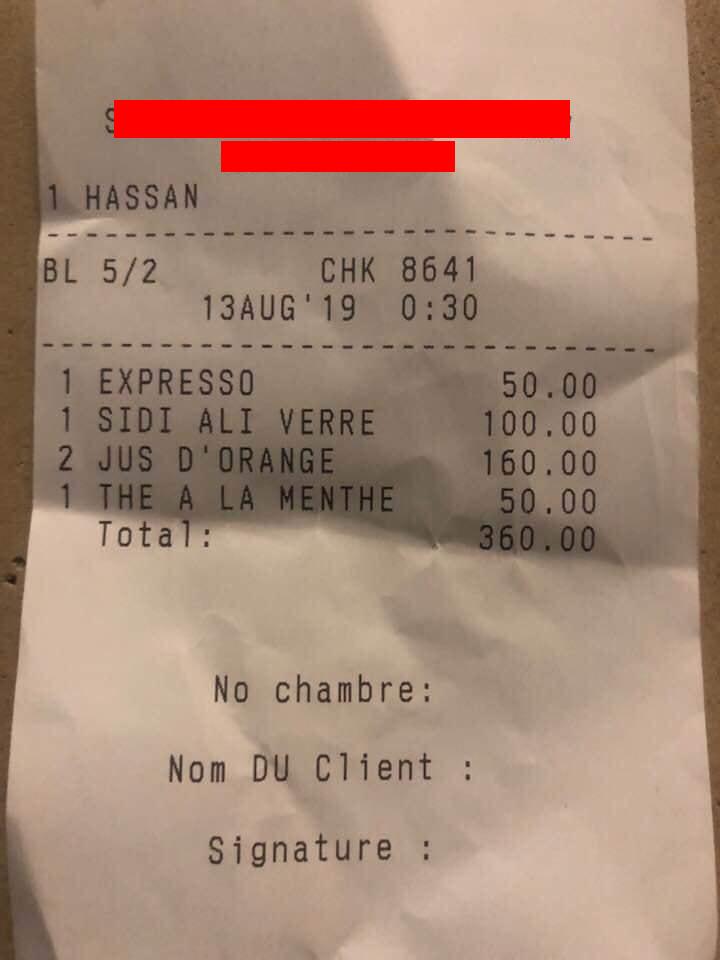 1 HASSAN
BL 5/2 CHK 8641
13AUG'19 0:30
1 EXPRESSO 50.00
1 SIDI ALI VERRE 100.00
2 JUS D'ORANGE 160.00
1 THE A LA MENTHE 50.00
Total: 360.00
No chambre:
Nom DU Client :
Signature :